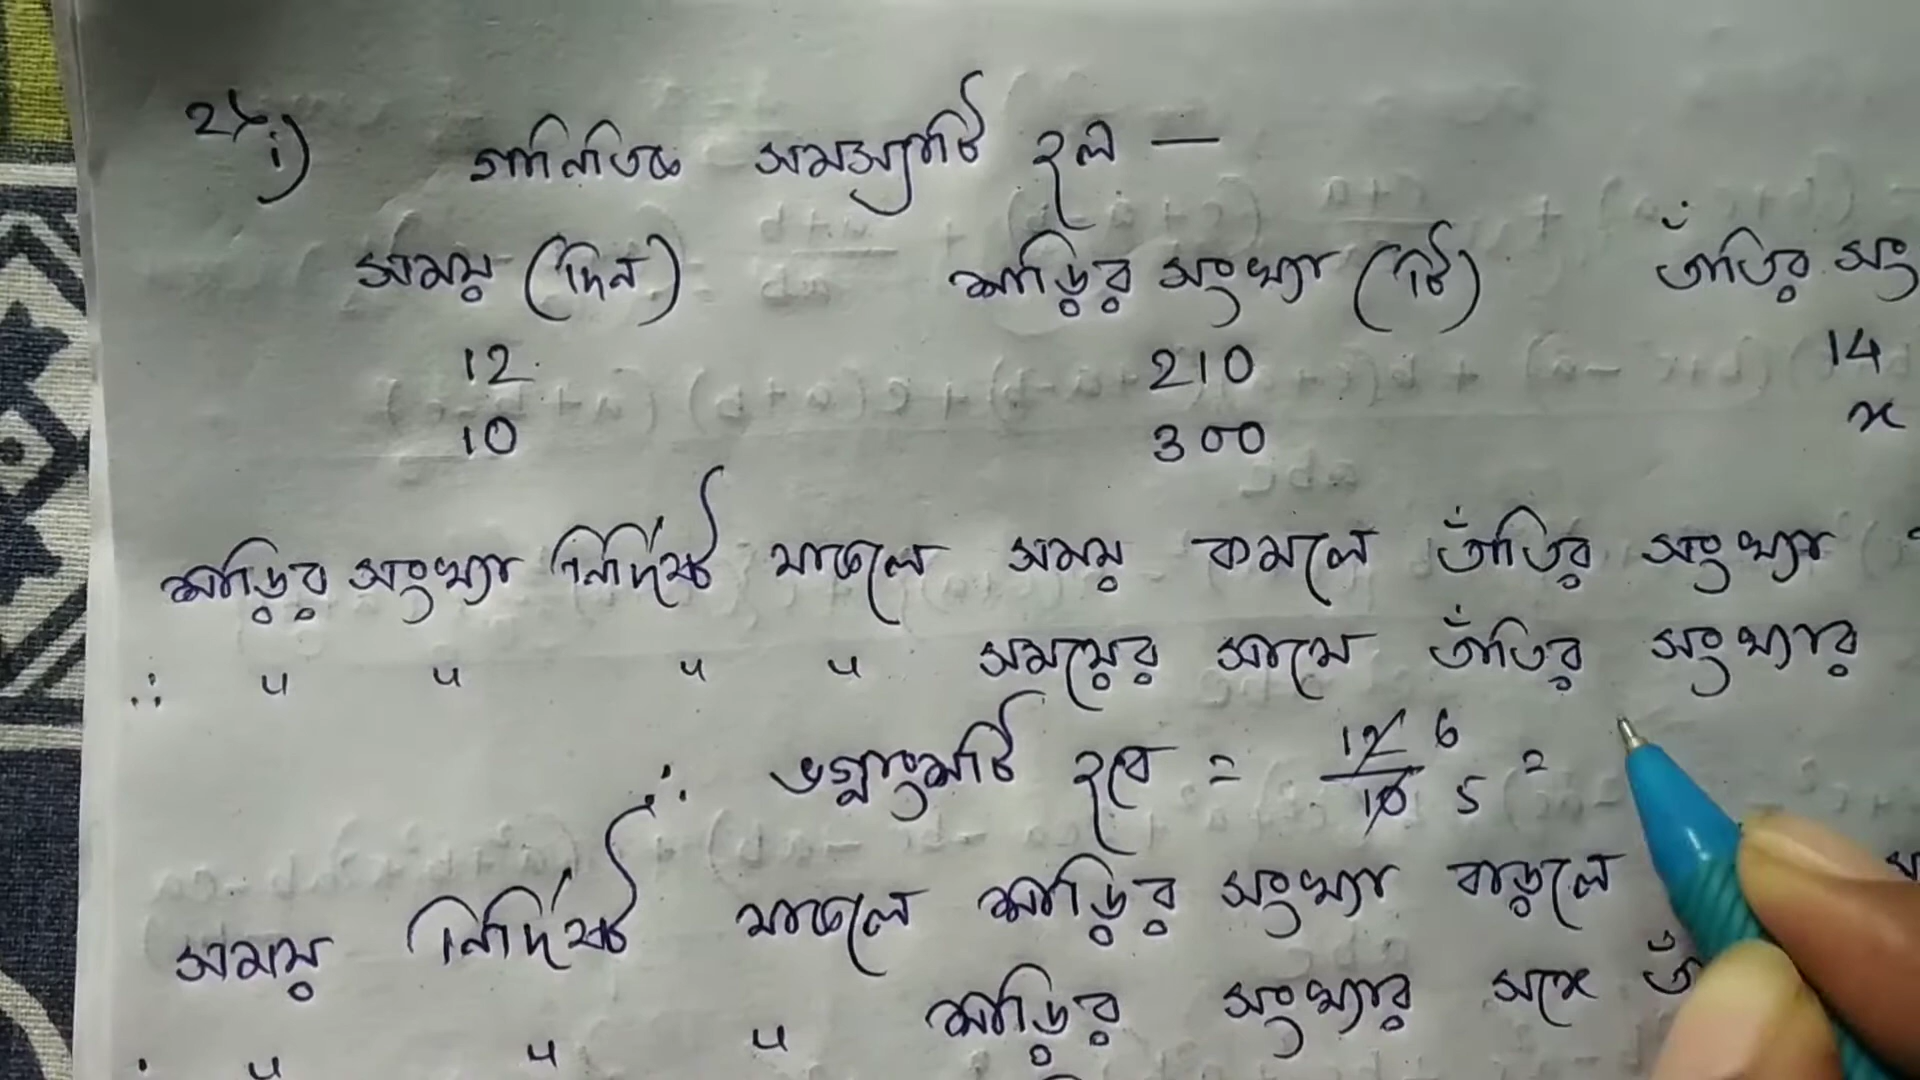 2> i) গানিতিক সমস্যাটি হল —
সময় (দিন) শাড়ির সংখ্যা (টি) তাঁতির সং
12 210 14
10 300 x
শাড়ির সংখ্যা নির্দিষ্ট থাকলে সময় কমলে তাঁতির সংখ্যা
∴ " " " " সময়ের সাথে তাঁতির সংখ্যার
∴ ভগ্নাংশটি হবে = 12/10 6/5 =
সময় নির্দিষ্ট থাকলে শাড়ির সংখ্যা বাড়লে
∴ " " " শাড়ির সংখ্যার সঙ্গে তাঁ